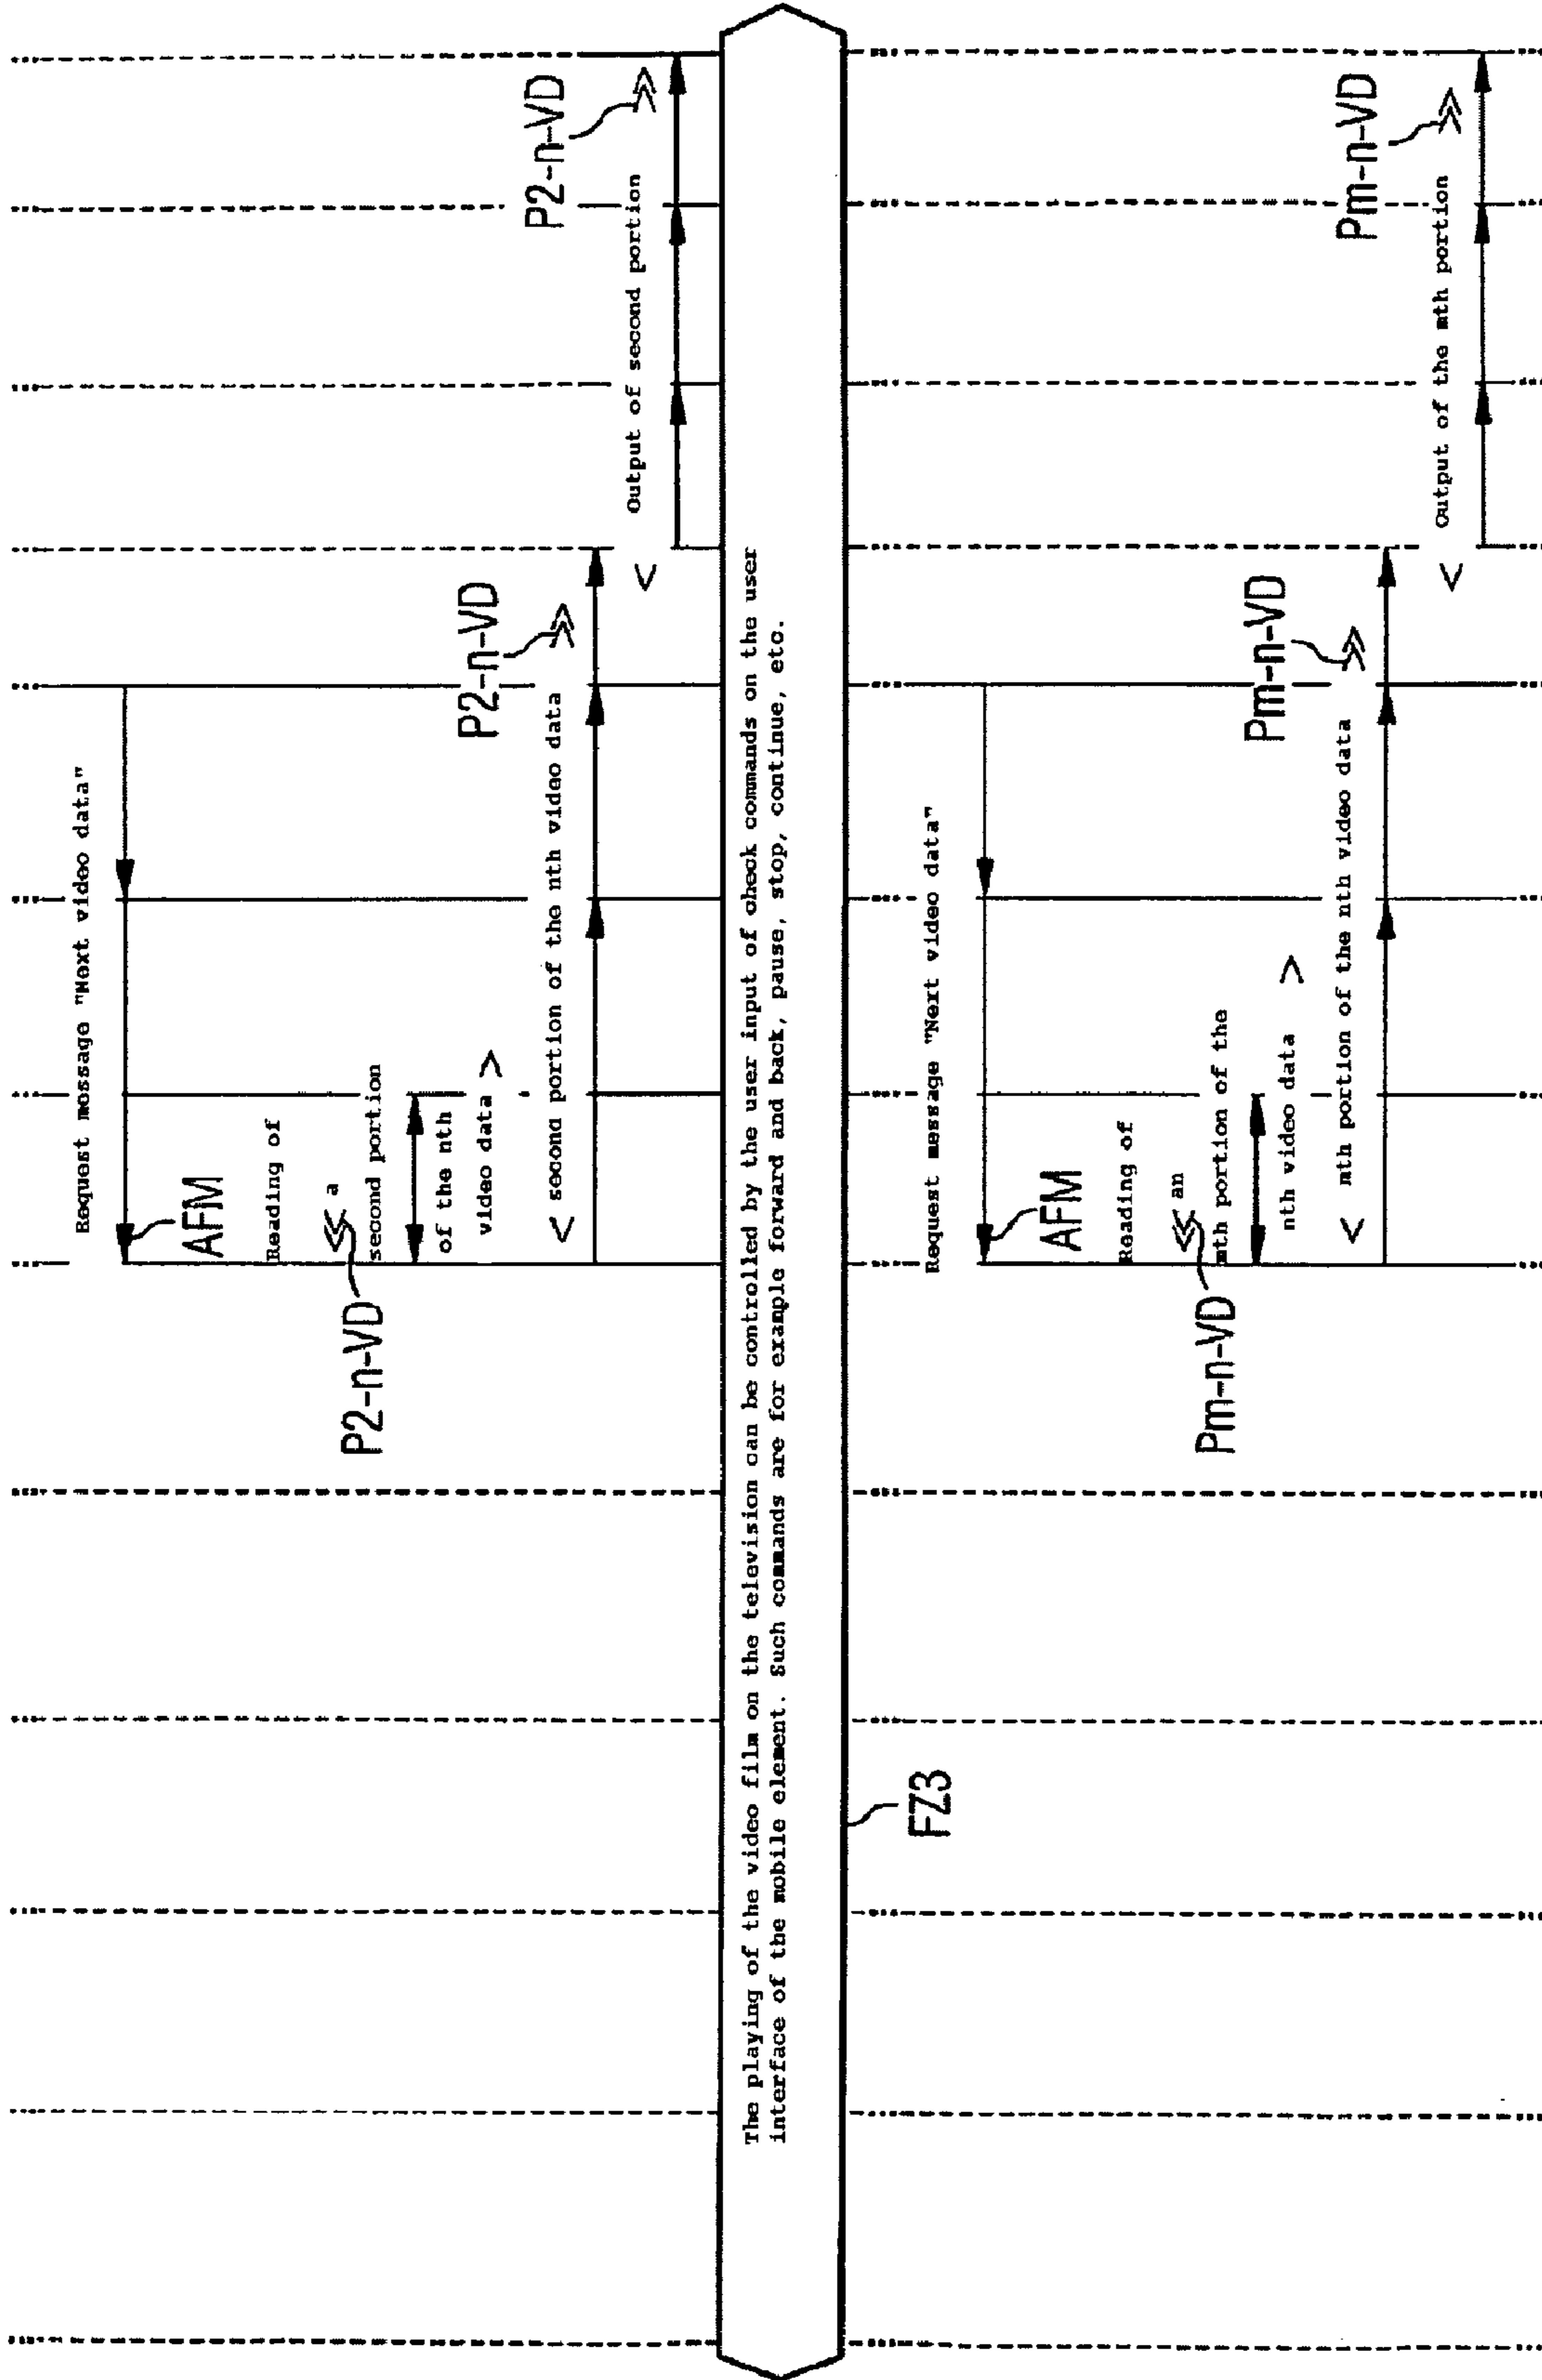 Request message "Next video data"
AFM
Reading of
<< a
P2-n-VD
second portion
of the nth
video data >
P2-n-VD
< second portion of the nth video data >>
P2-n-VD
< Output of second portion >>
The playing of the video film on the television can be controlled by the user input of check commands on the user
interface of the mobile element. Such commands are for example forward and back, pause, stop, continue, etc.
FZ3
Request message "Next video data"
AFM
Reading of
<< an
Pm-n-VD
mth portion of the
nth video data >
Pm-n-VD
< mth portion of the nth video data >>
Pm-n-VD
< Output of the mth portion >>